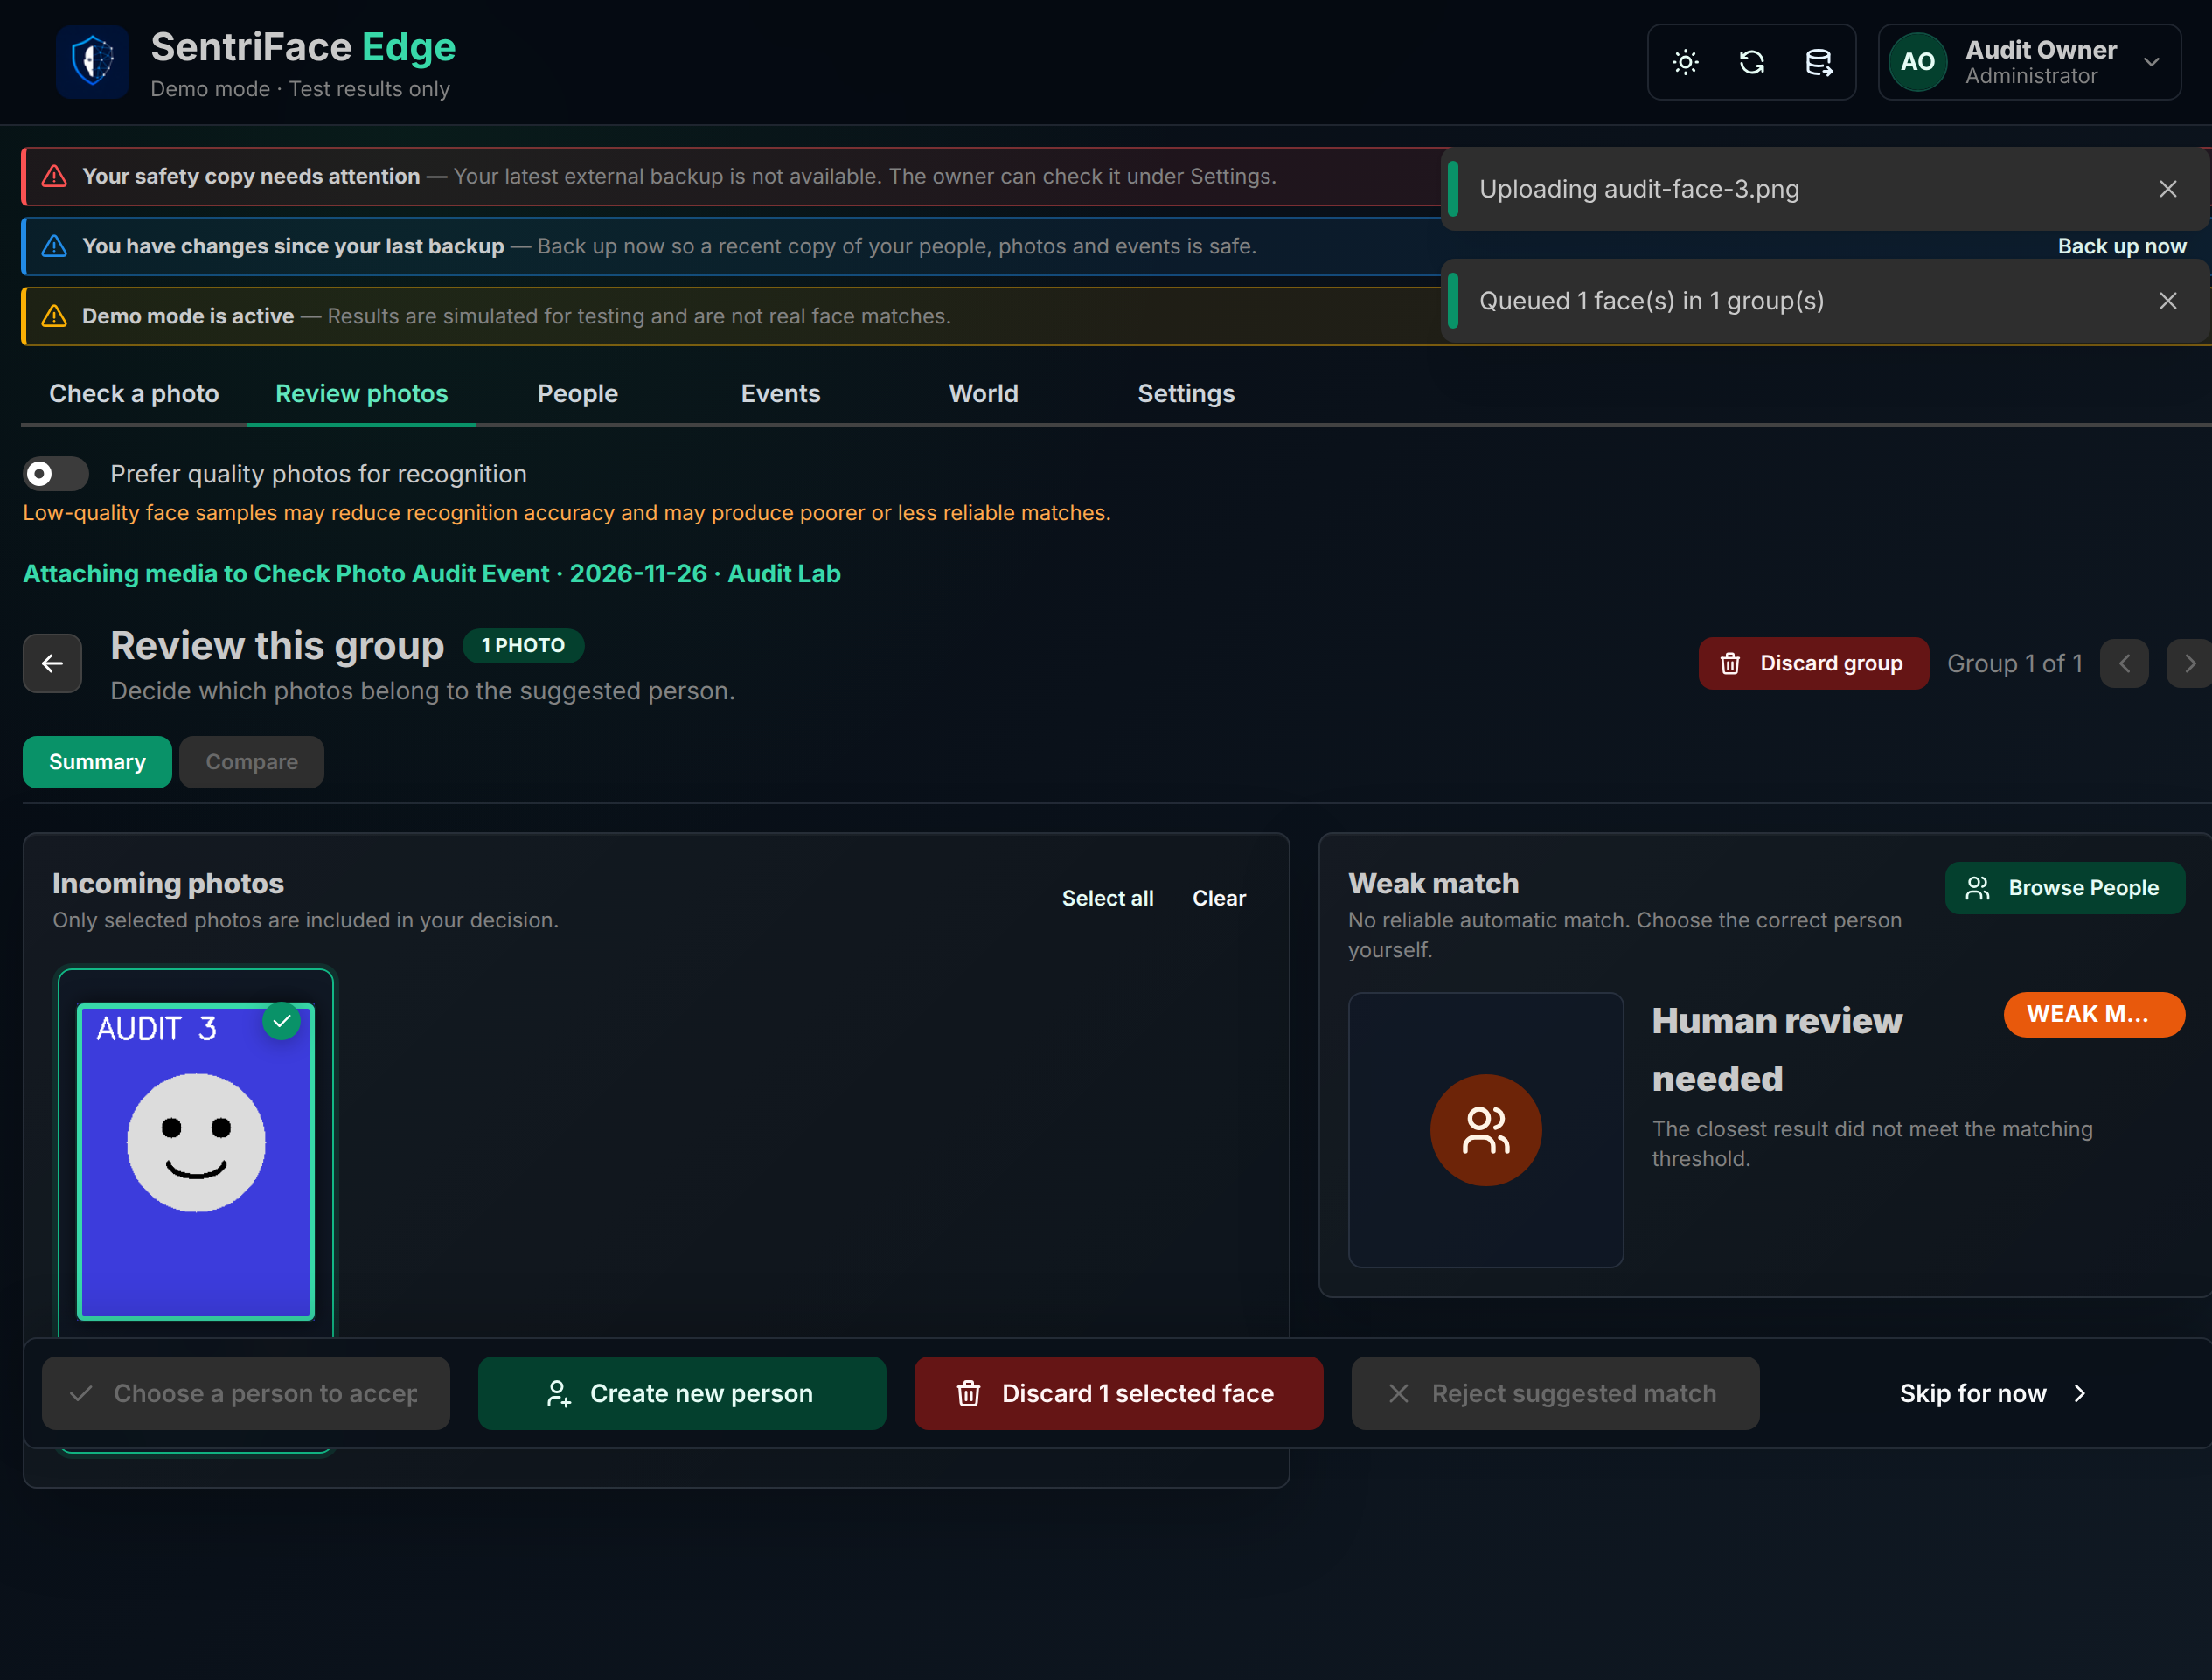 SentriFace Edge
Demo mode · Test results only
AO
Audit Owner
Administrator
Your safety copy needs attention — Your latest external backup is not available. The owner can check it under Settings.
Uploading audit-face-3.png
You have changes since your last backup — Back up now so a recent copy of your people, photos and events is safe.
Back up now
Demo mode is active — Results are simulated for testing and are not real face matches.
Queued 1 face(s) in 1 group(s)
Check a photo
Review photos
People
Events
World
Settings
Prefer quality photos for recognition
Low-quality face samples may reduce recognition accuracy and may produce poorer or less reliable matches.
Attaching media to Check Photo Audit Event · 2026-11-26 · Audit Lab
Review this group
1 PHOTO
Decide which photos belong to the suggested person.
Discard group
Group 1 of 1
Summary
Compare
Incoming photos
Only selected photos are included in your decision.
Select all
Clear
AUDIT 3
Weak match
No reliable automatic match. Choose the correct person
yourself.
Browse People
Human review
needed
WEAK M...
The closest result did not meet the matching
threshold.
Choose a person to accep
Create new person
Discard 1 selected face
Reject suggested match
Skip for now